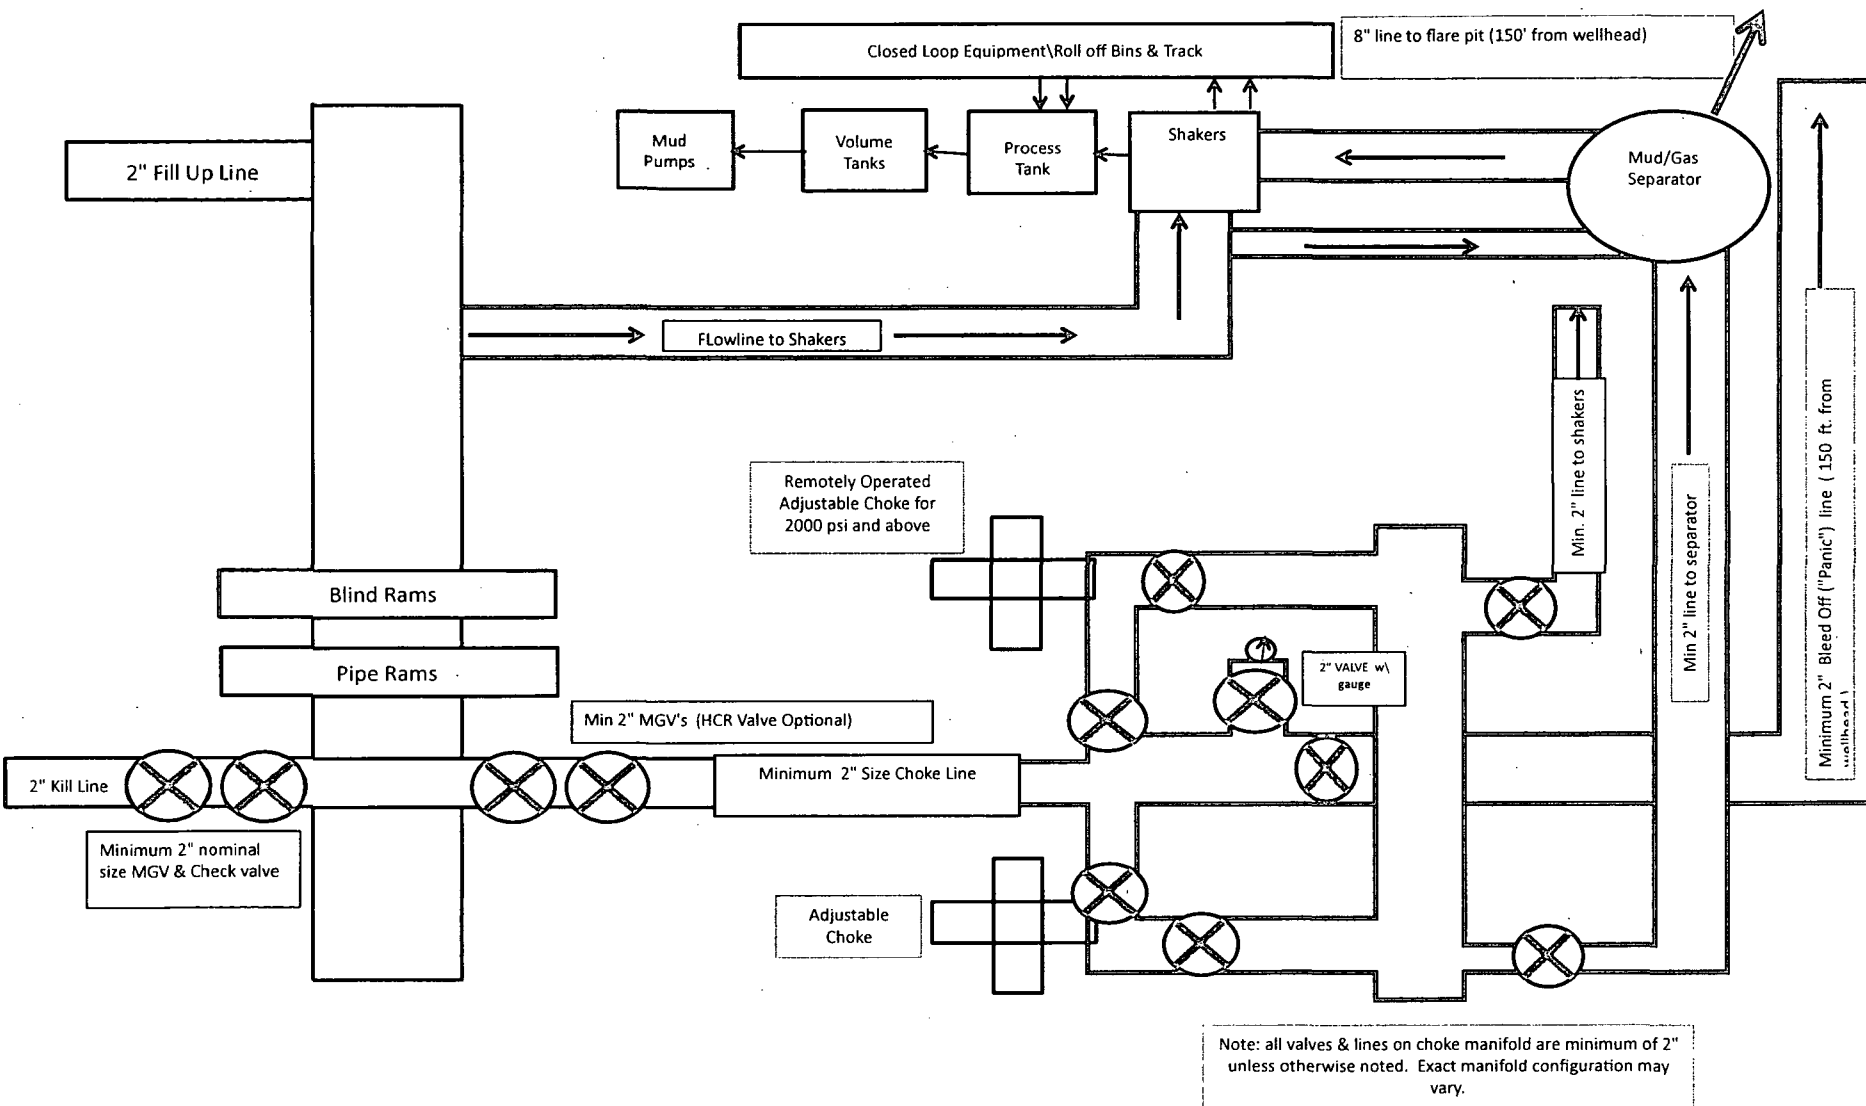 Closed Loop Equipment\Roll off Bins & Track
8" line to flare pit (150' from wellhead)
2" Fill Up Line
Mud
Pumps
Volume
Tanks
Process
Tank
Shakers
Mud/Gas
Separator
FLowline to Shakers
Min. 2" line to shakers
Min 2" line to separator
Minimum 2" Bleed Off ("Panic") line ( 150 ft. from
wellhead)
Remotely Operated
Adjustable Choke for
2000 psi and above
Blind Rams
Pipe Rams
2" VALVE w\
gauge
Min 2" MGV's (HCR Valve Optional)
2" Kill Line
Minimum 2" Size Choke Line
Minimum 2" nominal
size MGV & Check valve
Adjustable
Choke
Note: all valves & lines on choke manifold are minimum of 2"
unless otherwise noted. Exact manifold configuration may
vary.